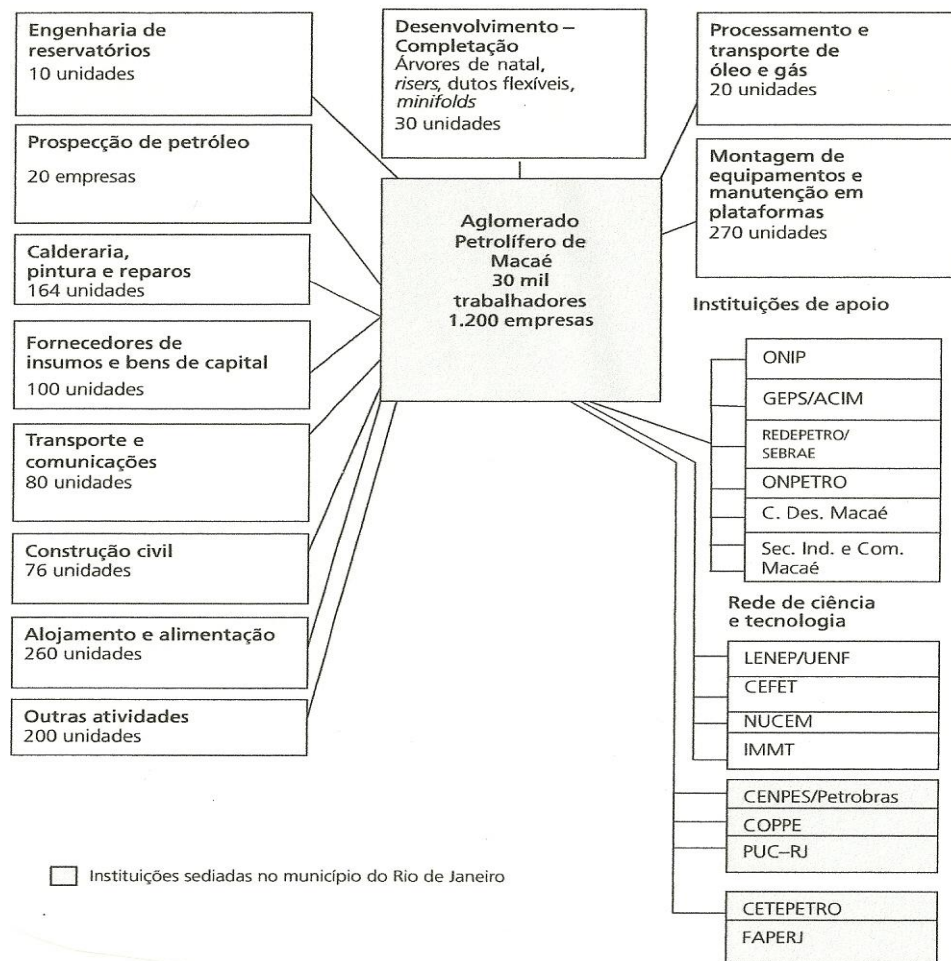 Engenharia de
reservatórios
10 unidades
Prospecção de petróleo
20 empresas
Calderaria,
pintura e reparos
164 unidades
Fornecedores de
insumos e bens de capital
100 unidades
Transporte e
comunicações
80 unidades
Construção civil
76 unidades
Alojamento e alimentação
260 unidades
Outras atividades
200 unidades
Desenvolvimento –
Completação
Árvores de natal,
risers, dutos flexíveis,
minifolds
30 unidades
Aglomerado
Petrolífero de
Macaé
30 mil
trabalhadores
1.200 empresas
Processamento e
transporte de
óleo e gás
20 unidades
Montagem de
equipamentos e
manutenção em
plataformas
270 unidades
Instituições de apoio
ONIP
GEPS/ACIM
REDEPETRO/
SEBRAE
ONPETRO
C. Des. Macaé
Sec. Ind. e Com.
Macaé
Rede de ciência
e tecnologia
LENEP/UENF
CEFET
NUCEM
IMMT
CENPES/Petrobras
COPPE
PUC–RJ
CETEPETRO
FAPERJ
Instituições sediadas no município do Rio de Janeiro